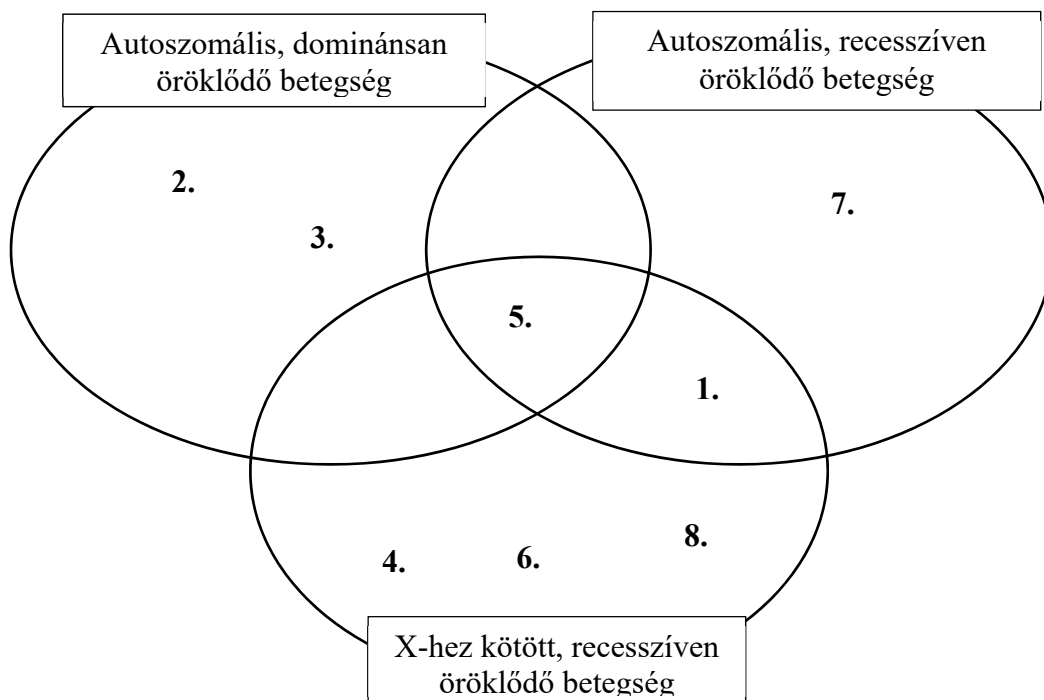 Autoszomális, dominánsan
öröklődő betegség
Autoszomális, recesszíven
öröklődő betegség
2.
7.
3.
5.
1.
4.
6.
8.
X-hez kötött, recesszíven
öröklődő betegség